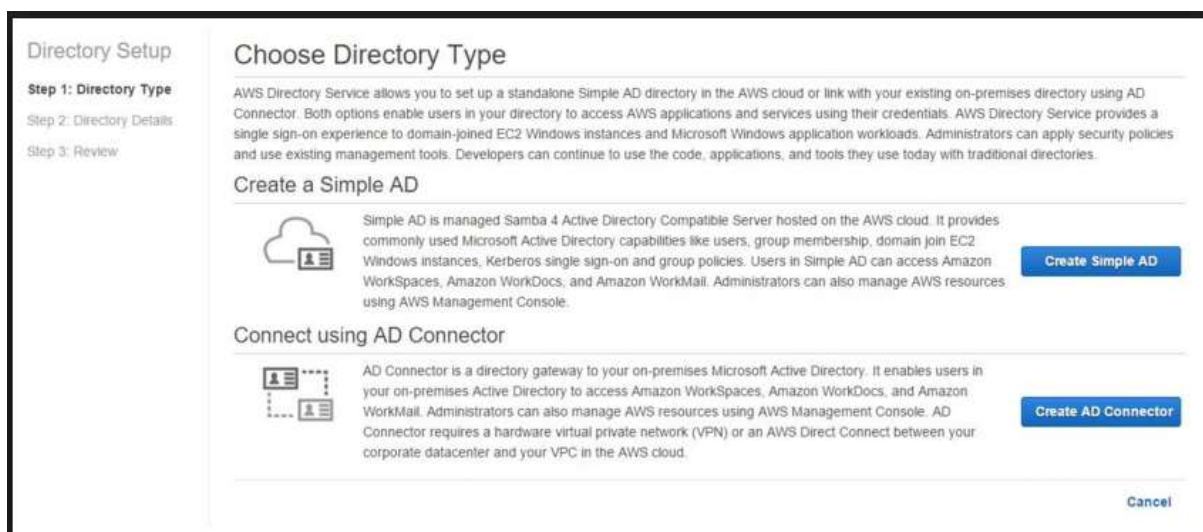 Directory Setup
Step 1: Directory Type
Step 2: Directory Details
Step 3: Review
Choose Directory Type
AWS Directory Service allows you to set up a standalone Simple AD directory in the AWS cloud or link with your existing on-premises directory using AD
Connector. Both options enable users in your directory to access AWS applications and services using their credentials. AWS Directory Service provides a
single sign-on experience to domain-joined EC2 Windows instances and Microsoft Windows application workloads. Administrators can apply security policies
and use existing management tools. Developers can continue to use the code, applications, and tools they use today with traditional directories.
Create a Simple AD
Simple AD is managed Samba 4 Active Directory Compatible Server hosted on the AWS cloud. It provides
commonly used Microsoft Active Directory capabilities like users, group membership, domain join EC2
Windows instances, Kerberos single sign-on and group policies. Users in Simple AD can access Amazon
WorkSpaces, Amazon WorkDocs, and Amazon WorkMail. Administrators can also manage AWS resources
using AWS Management Console.
Create Simple AD
Connect using AD Connector
AD Connector is a directory gateway to your on-premises Microsoft Active Directory. It enables users in
your on-premises Active Directory to access Amazon WorkSpaces, Amazon WorkDocs, and Amazon
WorkMail. Administrators can also manage AWS resources using AWS Management Console. AD
Connector requires a hardware virtual private network (VPN) or an AWS Direct Connect between your
corporate datacenter and your VPC in the AWS cloud.
Create AD Connector
Cancel